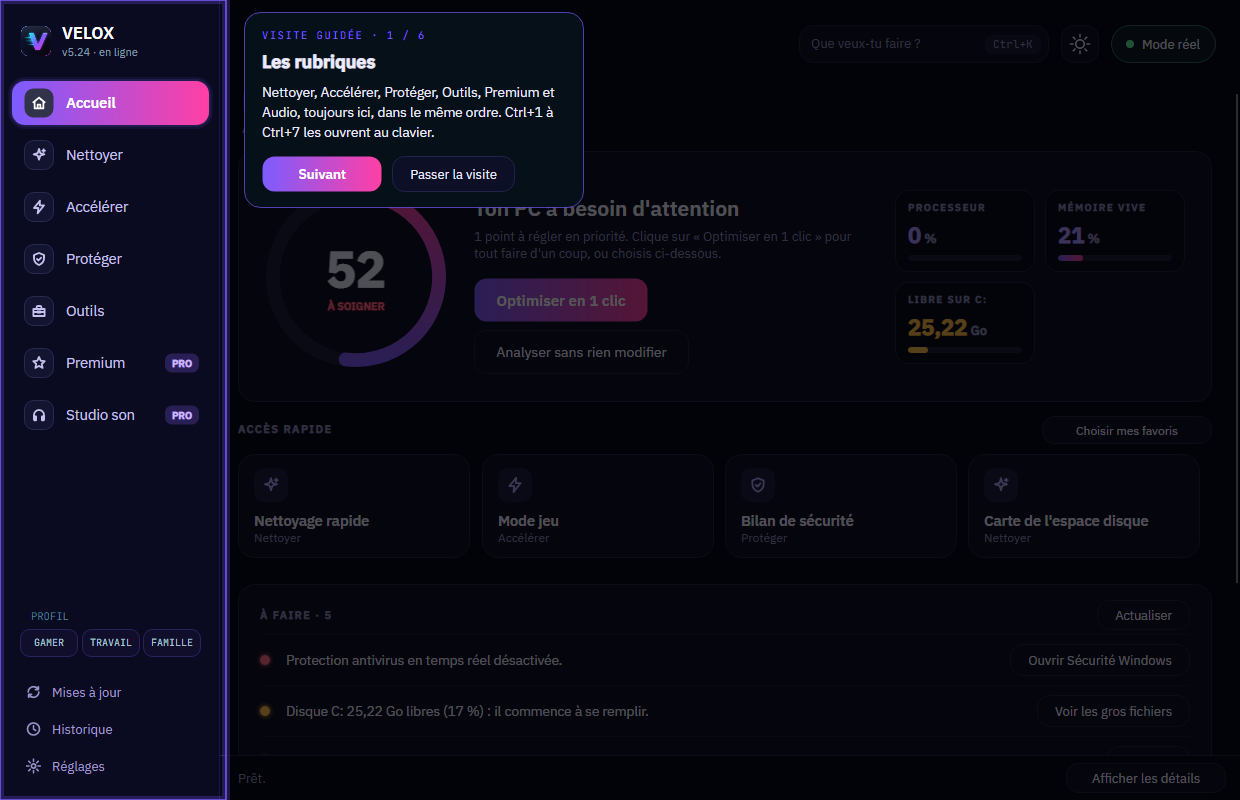 VELOX
v5.24 · en ligne
Accueil
Nettoyer
Accélérer
Protéger
Outils
Premium PRO
Studio son PRO
PROFIL
GAMER TRAVAIL FAMILLE
Mises à jour
Historique
Réglages
VISITE GUIDÉE · 1 / 6
Les rubriques
Nettoyer, Accélérer, Protéger, Outils, Premium et
Audio, toujours ici, dans le même ordre. Ctrl+1 à
Ctrl+7 les ouvrent au clavier.
Suivant Passer la visite
Que veux-tu faire ? Ctrl+K
Mode réel
52
À SOIGNER
Ton PC a besoin d'attention
1 point à régler en priorité. Clique sur « Optimiser en 1 clic » pour
tout faire d'un coup, ou choisis ci-dessous.
Optimiser en 1 clic
Analyser sans rien modifier
PROCESSEUR
0 %
MÉMOIRE VIVE
21 %
LIBRE SUR C:
25,22 Go
ACCÈS RAPIDE
Choisir mes favoris
Nettoyage rapide
Nettoyer
Mode jeu
Accélérer
Bilan de sécurité
Protéger
Carte de l'espace disque
Nettoyer
À FAIRE · 5
Actualiser
Protection antivirus en temps réel désactivée.
Ouvrir Sécurité Windows
Disque C: 25,22 Go libres (17 %) : il commence à se remplir.
Voir les gros fichiers
Prêt.
Afficher les détails